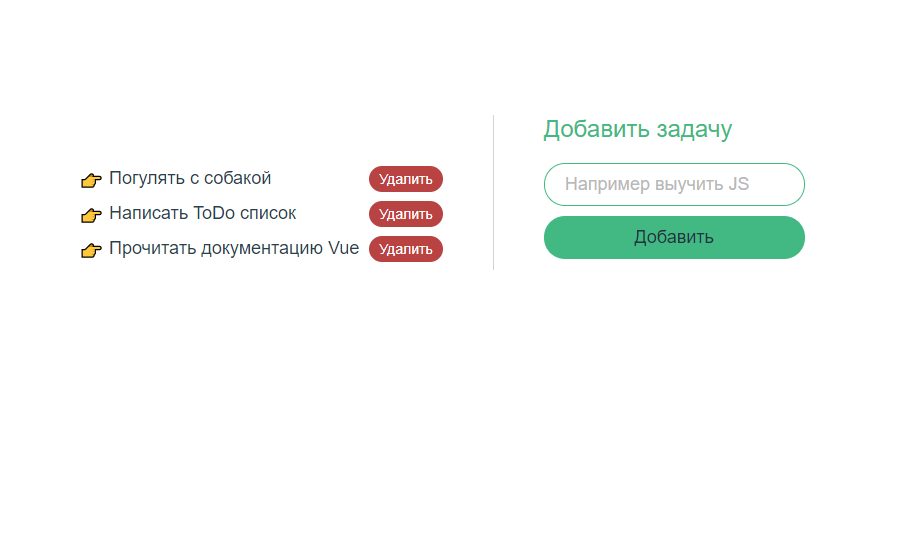 👉 Погулять с собакой Удалить
👉 Написать ToDo список Удалить
👉 Прочитать документацию Vue Удалить
Добавить задачу
Например выучить JS
Добавить